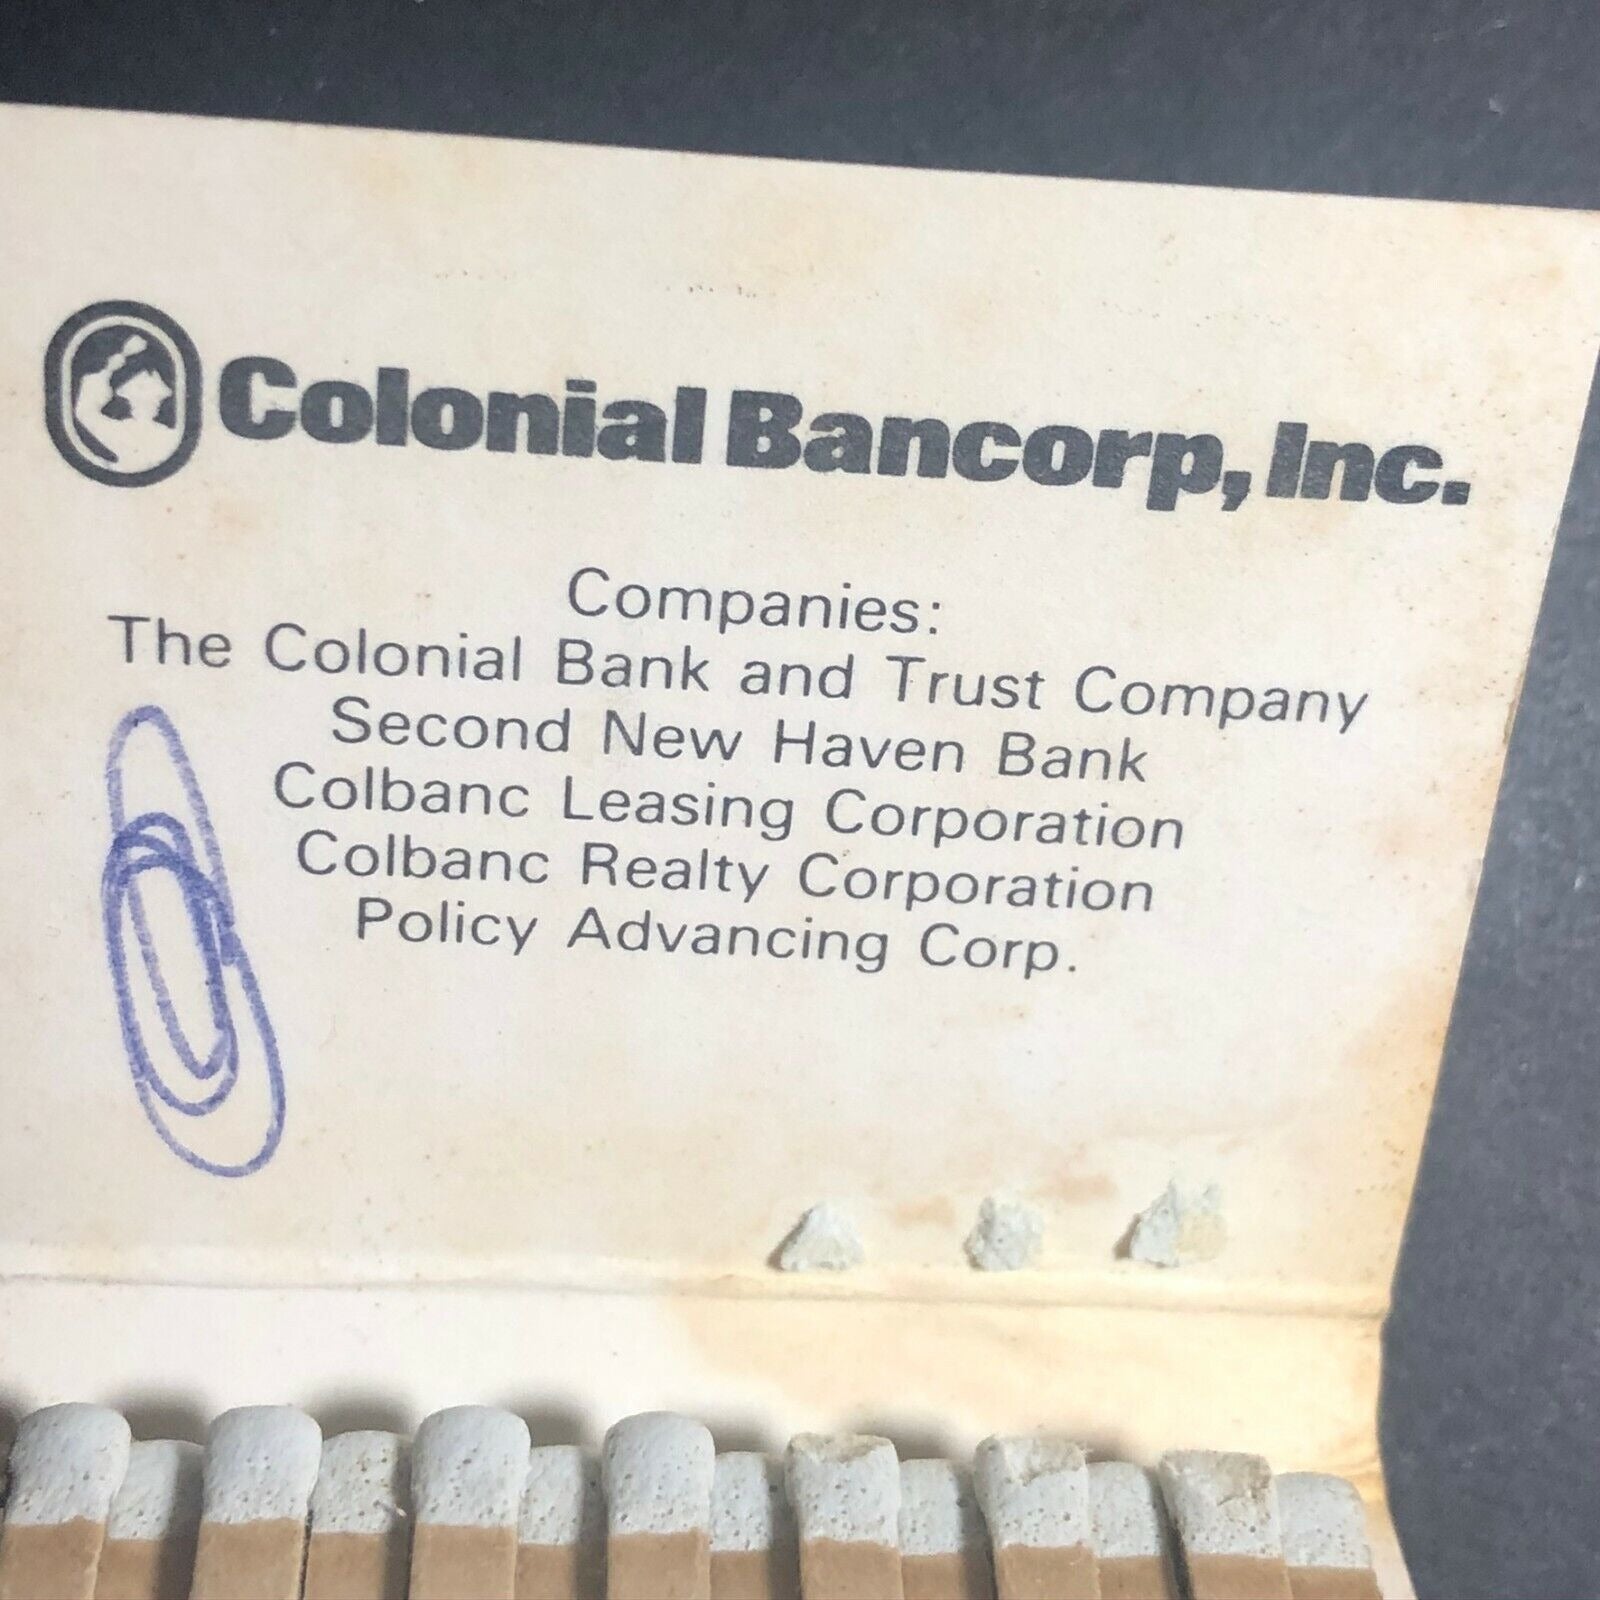 Colonial Bancorp, Inc.
Companies:
The Colonial Bank and Trust Company
Second New Haven Bank
Colbanc Leasing Corporation
Colbanc Realty Corporation
Policy Advancing Corp.